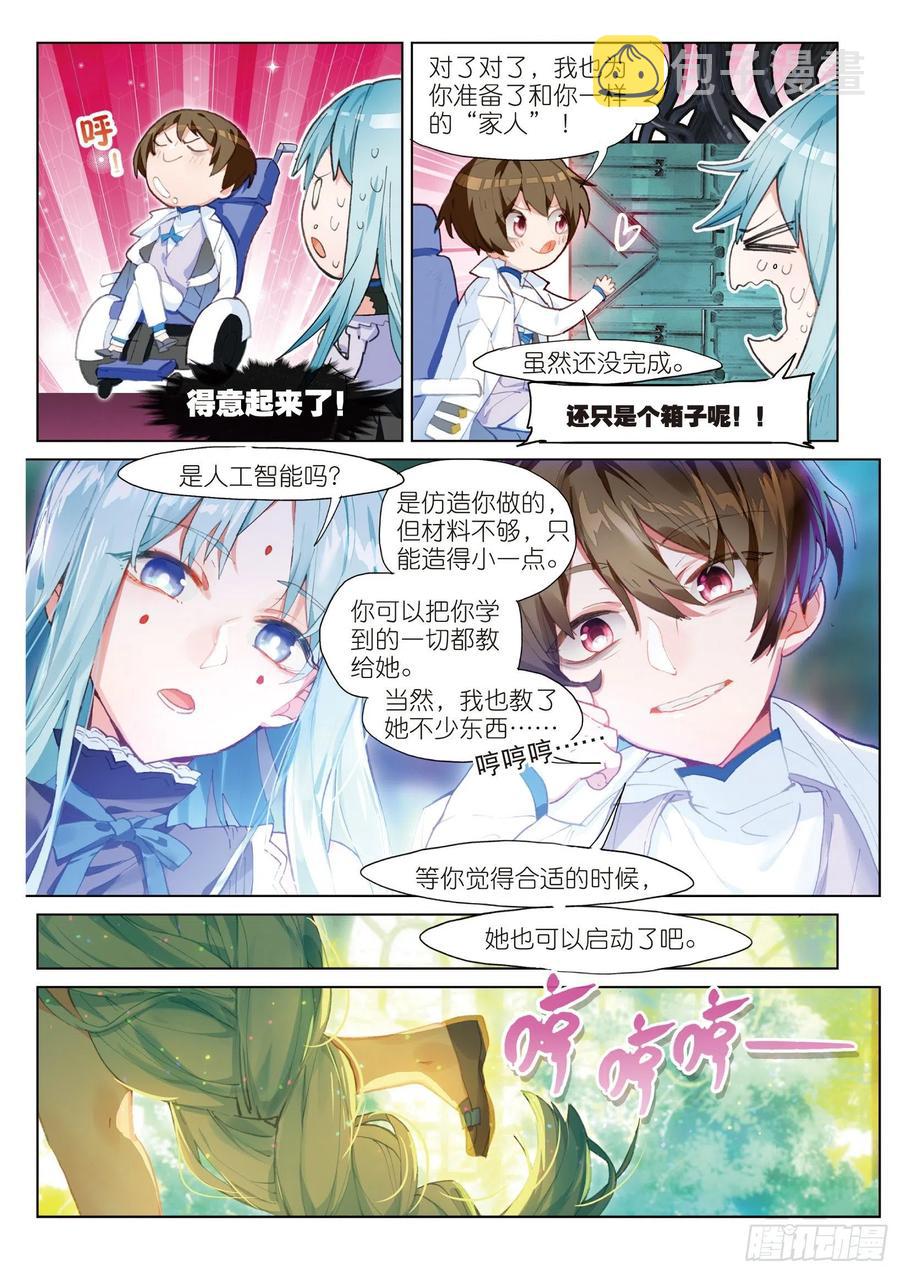 呼！
得意起来了！
包子漫畫
对了对了，我也为
你准备了和你一样
的“家人”！
虽然还没完成。
还只是个箱子呢！！
是人工智能吗？
是仿造你做的，
但材料不够，只
能造得小一点。
你可以把你学
到的一切都教
给她。
当然，我也教了
她不少东西……
哼哼哼……
等你觉得合适的时候，
她也可以启动了吧。
哼哼哼——
腾讯动漫